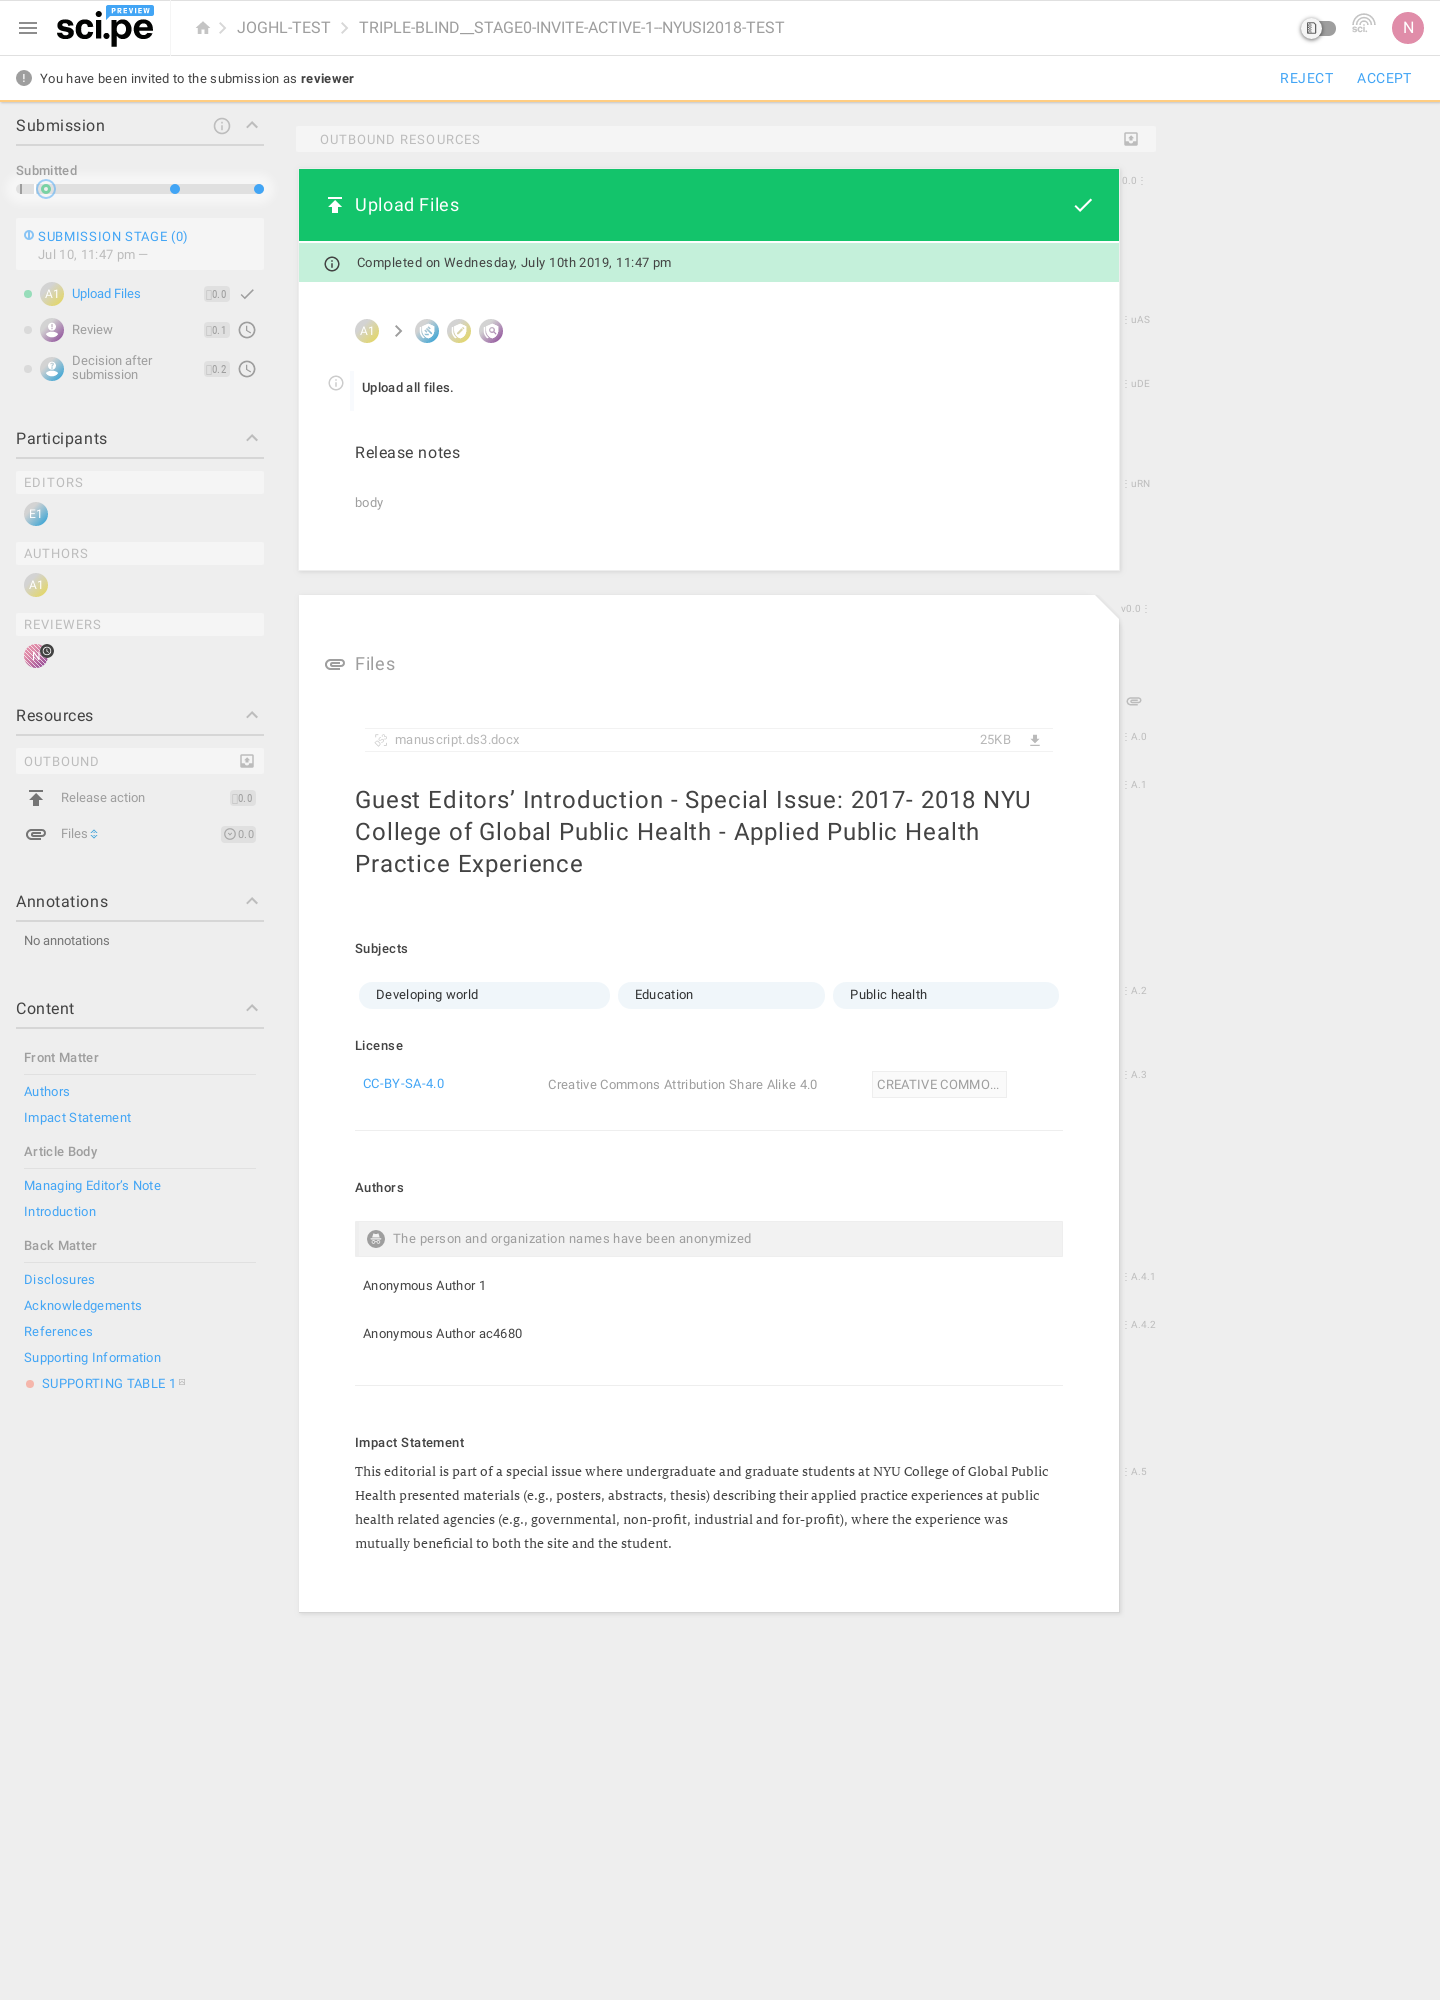 sci.pe
PREVIEW
JOGHL-TEST
TRIPLE-BLIND__STAGE0-INVITE-ACTIVE-1--NYUSI2018-TEST
sci.
N
You have been invited to the submission as reviewer
REJECT
ACCEPT
Submission
Submitted
SUBMISSION STAGE (0)
Jul 10, 11:47 pm —
A1
Upload Files
0.0
Review
0.1
Decision after
submission
0.2
Participants
EDITORS
E1
AUTHORS
A1
REVIEWERS
N
Resources
OUTBOUND
Release action
0.0
Files
0.0
Annotations
No annotations
Content
Front Matter
Authors
Impact Statement
Article Body
Managing Editor’s Note
Introduction
Back Matter
Disclosures
Acknowledgements
References
Supporting Information
SUPPORTING TABLE 1
OUTBOUND RESOURCES
Upload Files
0.0
Completed on Wednesday, July 10th 2019, 11:47 pm
A1
uAS
Upload all files.
uDE
Release notes
uRN
body
v0.0
Files
manuscript.ds3.docx
25KB
A.0
Guest Editors’ Introduction - Special Issue: 2017- 2018 NYU
College of Global Public Health - Applied Public Health
Practice Experience
A.1
Subjects
Developing world
Education
Public health
A.2
License
CC-BY-SA-4.0
Creative Commons Attribution Share Alike 4.0
CREATIVE COMMO...
A.3
Authors
The person and organization names have been anonymized
Anonymous Author 1
A.4.1
Anonymous Author ac4680
A.4.2
Impact Statement
This editorial is part of a special issue where undergraduate and graduate students at NYU College of Global Public
Health presented materials (e.g., posters, abstracts, thesis) describing their applied practice experiences at public
health related agencies (e.g., governmental, non-profit, industrial and for-profit), where the experience was
mutually beneficial to both the site and the student.
A.5